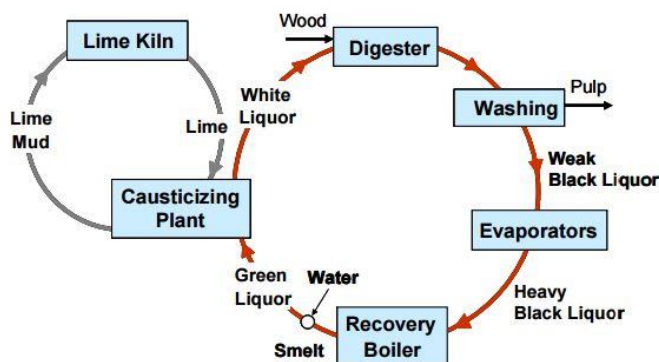 Wood
Lime Kiln
Digester
White
Liquor
Washing
Pulp
Lime
Mud
Lime
Weak
Black Liquor
Causticizing
Plant
Evaporators
Green
Liquor
Water
Heavy
Black Liquor
Smelt
Recovery
Boiler